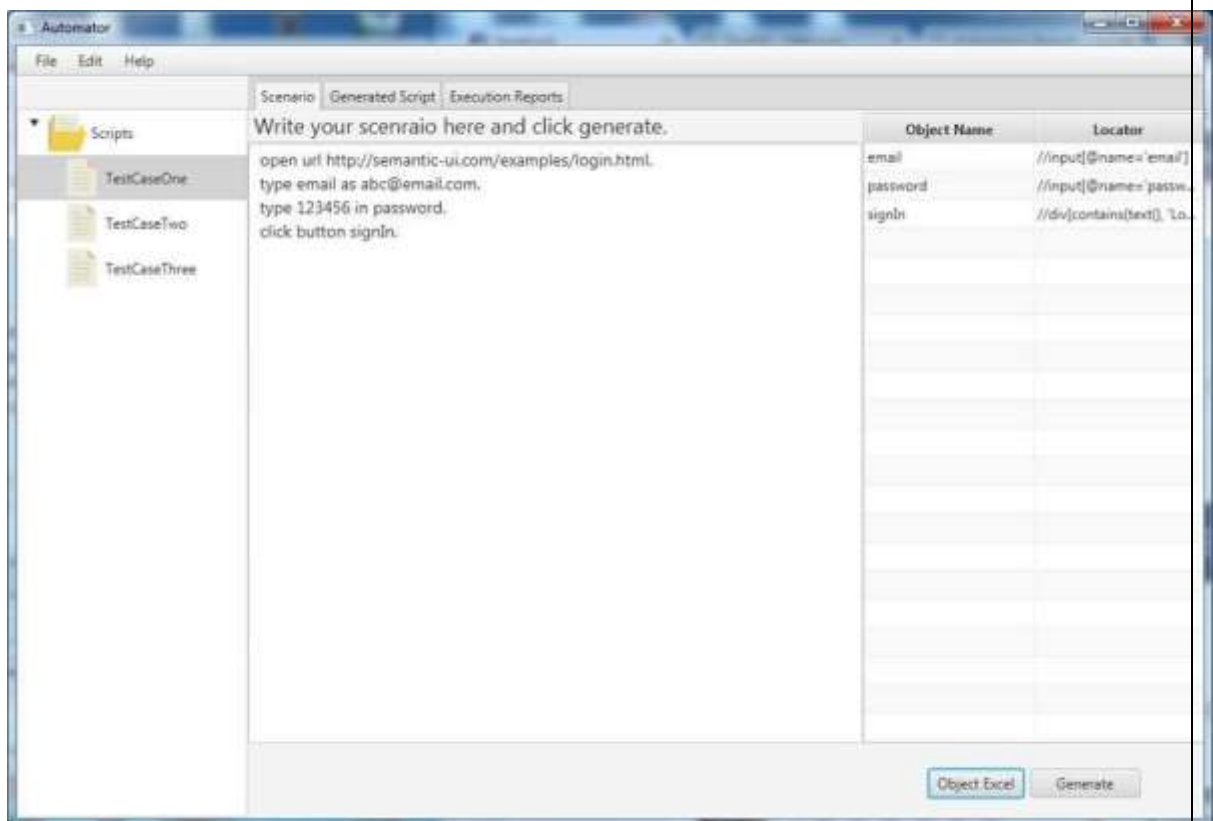 Automator
File Edit Help
Scenario Generated Script Execution Reports
Scripts
TestCaseOne
TestCaseTwo
TestCaseThree
Write your scenraio here and click generate.
open url http://semantic-ui.com/examples/login.html.
type email as abc@email.com.
type 123456 in password.
click button signIn.
Object Name Locator
email //input[@name='email']
password //input[@name='passw...
signIn //div[contains(text(), 'Lo...
Object Excel Generate